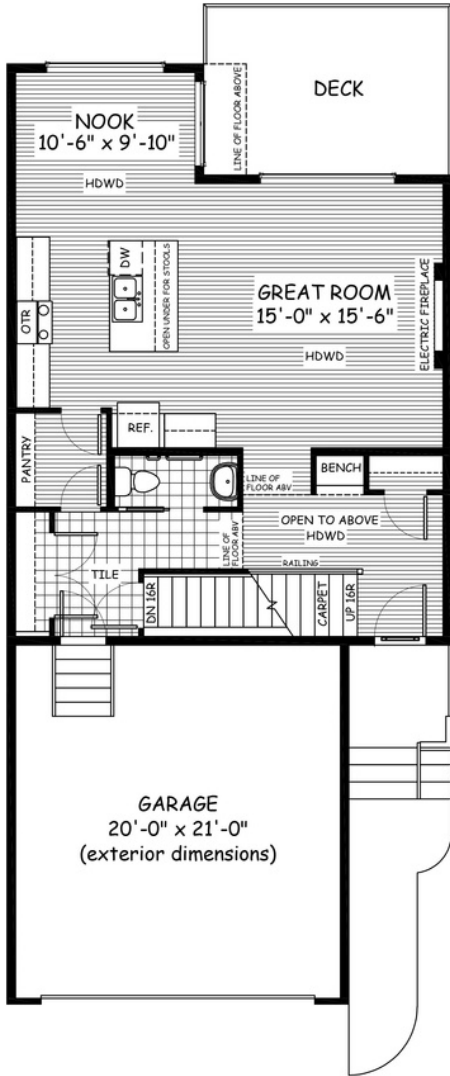 DECK
LINE OF FLOOR ABOVE
NOOK
10'-6" x 9'-10"
HDWD
DW
OPEN UNDER FOR STOOLS
OTR
GREAT ROOM
15'-0" x 15'-6"
HDWD
ELECTRIC FIREPLACE
REF.
PANTRY
BENCH
LINE OF
FLOOR ABV
OPEN TO ABOVE
HDWD
LINE OF
FLOOR ABV
RAILING
TILE
DN 16R
CARPET
UP 16R
GARAGE
20'-0" x 21'-0"
(exterior dimensions)